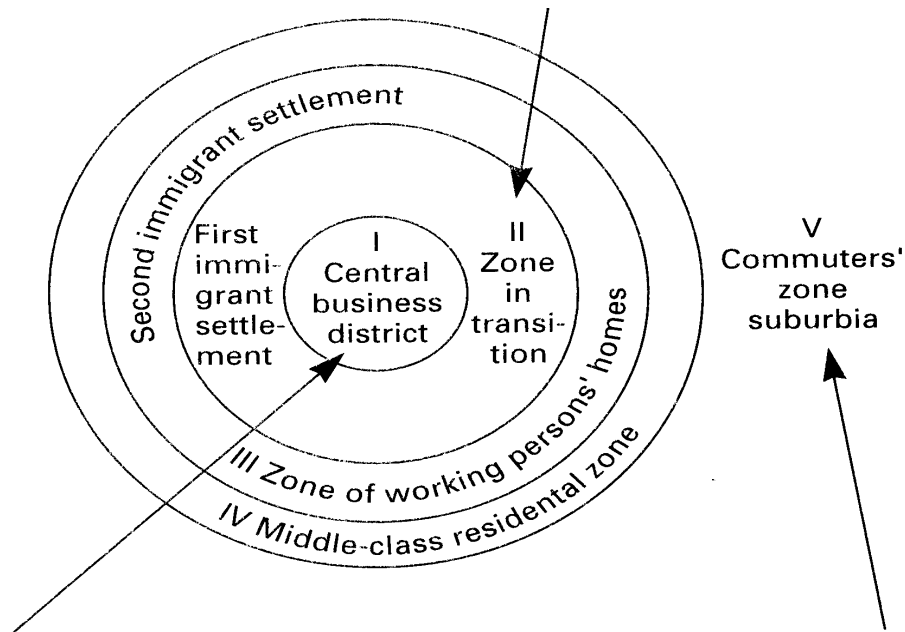 Second immigrant settlement
First
immi-
grant
settle-
ment
I
Central
business
district
II
Zone
in
transi-
tion
V
Commuters'
zone
suburbia
III Zone of working persons' homes
IV Middle-class residental zone